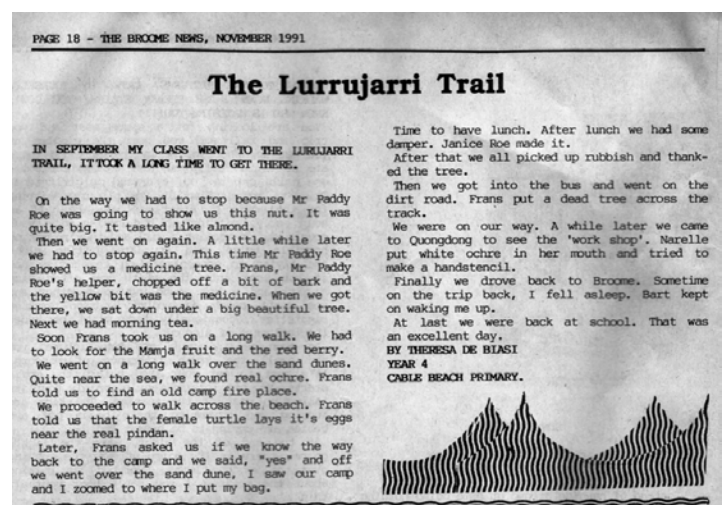 PAGE 18 - THE BROOME NEWS, NOVEMBER 1991
The Lurrujarri Trail
IN SEPTEMBER MY CLASS WENT TO THE LURUJARRI
TRAIL, IT TOOK A LONG TIME TO GET THERE.
On the way we had to stop because Mr Paddy
Roe was going to show us this nut. It was
quite big. It tasted like almond.
Then we went on again. A little while later
we had to stop again. This time Mr Paddy Roe
showed us a medicine tree. Frans, Mr Paddy
Roe's helper, chopped off a bit of bark and
the yellow bit was the medicine. When we got
there, we sat down under a big beautiful tree.
Next we had morning tea.
Soon Frans took us on a long walk. We had
to look for the Mamja fruit and the red berry.
We went on a long walk over the sand dunes.
Quite near the sea, we found real ochre. Frans
told us to find an old camp fire place.
We proceeded to walk across the beach. Frans
told us that the female turtle lays it's eggs
near the real pindan.
Later, Frans asked us if we know the way
back to the camp and we said, "yes" and off
we went over the sand dune, I saw our camp
and I zoomed to where I put my bag.
Time to have lunch. After lunch we had some
damper. Janice Roe made it.
After that we all picked up rubbish and thank-
ed the tree.
Then we got into the bus and went on the
dirt road. Frans put a dead tree across the
track.
We were on our way. A while later we came
to Quongdong to see the 'work shop'. Narelle
put white ochre in her mouth and tried to
make a handstencil.
Finally we drove back to Broome. Sometime
on the trip back, I fell asleep. Bart kept
on waking me up.
At last we were back at school. That was
an excellent day.
BY THERESA DE BIASI
YEAR 4
CABLE BEACH PRIMARY.